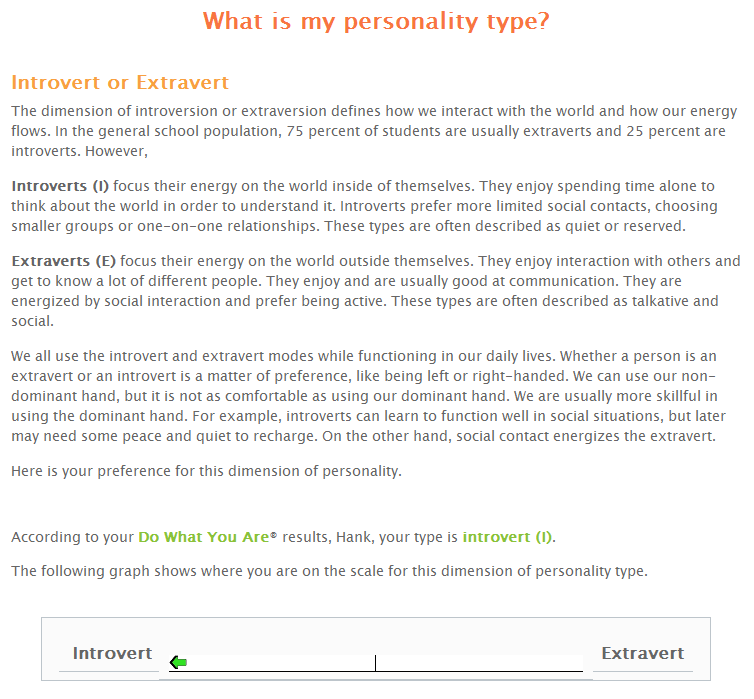 What is my personality type?
Introvert or Extravert
The dimension of introversion or extraversion defines how we interact with the world and how our energy
flows. In the general school population, 75 percent of students are usually extraverts and 25 percent are
introverts. However,
Introverts (I) focus their energy on the world inside of themselves. They enjoy spending time alone to
think about the world in order to understand it. Introverts prefer more limited social contacts, choosing
smaller groups or one-on-one relationships. These types are often described as quiet or reserved.
Extraverts (E) focus their energy on the world outside themselves. They enjoy interaction with others and
get to know a lot of different people. They enjoy and are usually good at communication. They are
energized by social interaction and prefer being active. These types are often described as talkative and
social.
We all use the introvert and extravert modes while functioning in our daily lives. Whether a person is an
extravert or an introvert is a matter of preference, like being left or right-handed. We can use our non-
dominant hand, but it is not as comfortable as using our dominant hand. We are usually more skillful in
using the dominant hand. For example, introverts can learn to function well in social situations, but later
may need some peace and quiet to recharge. On the other hand, social contact energizes the extravert.
Here is your preference for this dimension of personality.
According to your Do What You Are® results, Hank, your type is introvert (I).
The following graph shows where you are on the scale for this dimension of personality type.
Introvert Extravert